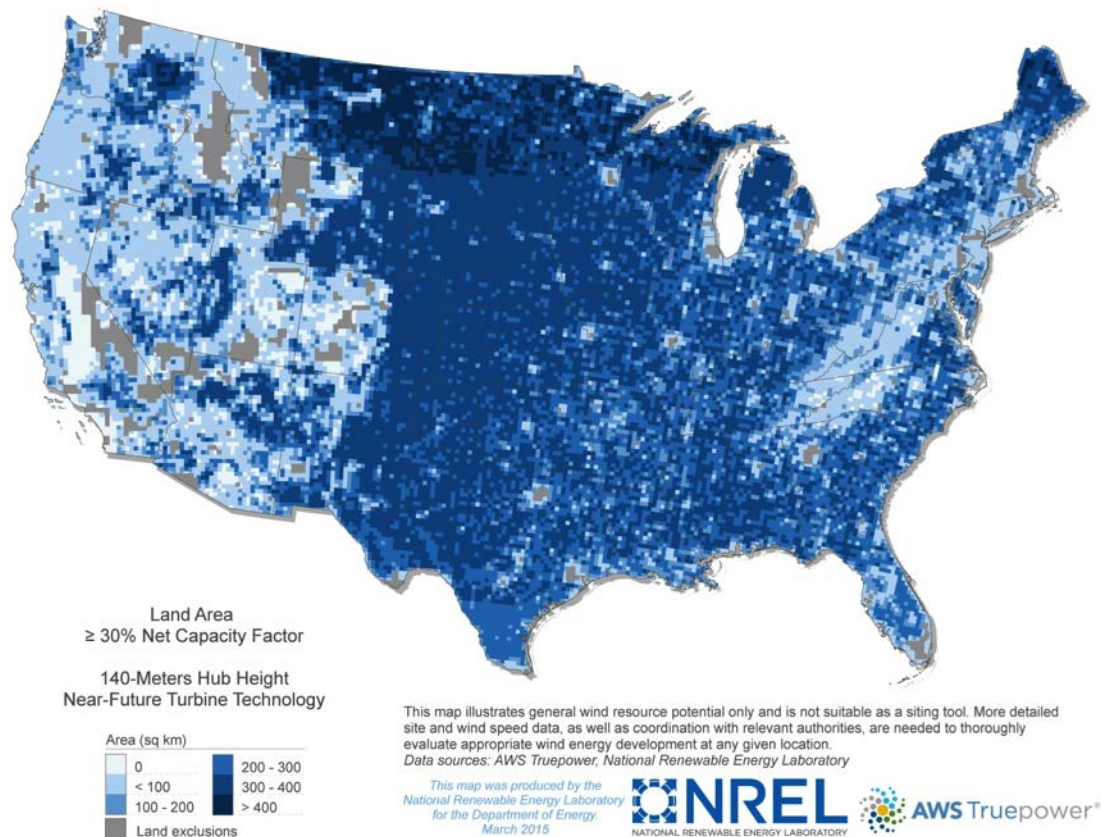 Land Area
≥ 30% Net Capacity Factor
140-Meters Hub Height
Near-Future Turbine Technology
Area (sq km)
0
< 100
100 - 200
200 - 300
300 - 400
> 400
Land exclusions
This map illustrates general wind resource potential only and is not suitable as a siting tool. More detailed
site and wind speed data, as well as coordination with relevant authorities, are needed to thoroughly
evaluate appropriate wind energy development at any given location.
Data sources: AWS Truepower, National Renewable Energy Laboratory
This map was produced by the
National Renewable Energy Laboratory
for the Department of Energy.
March 2015
NREL
NATIONAL RENEWABLE ENERGY LABORATORY
AWS Truepower®